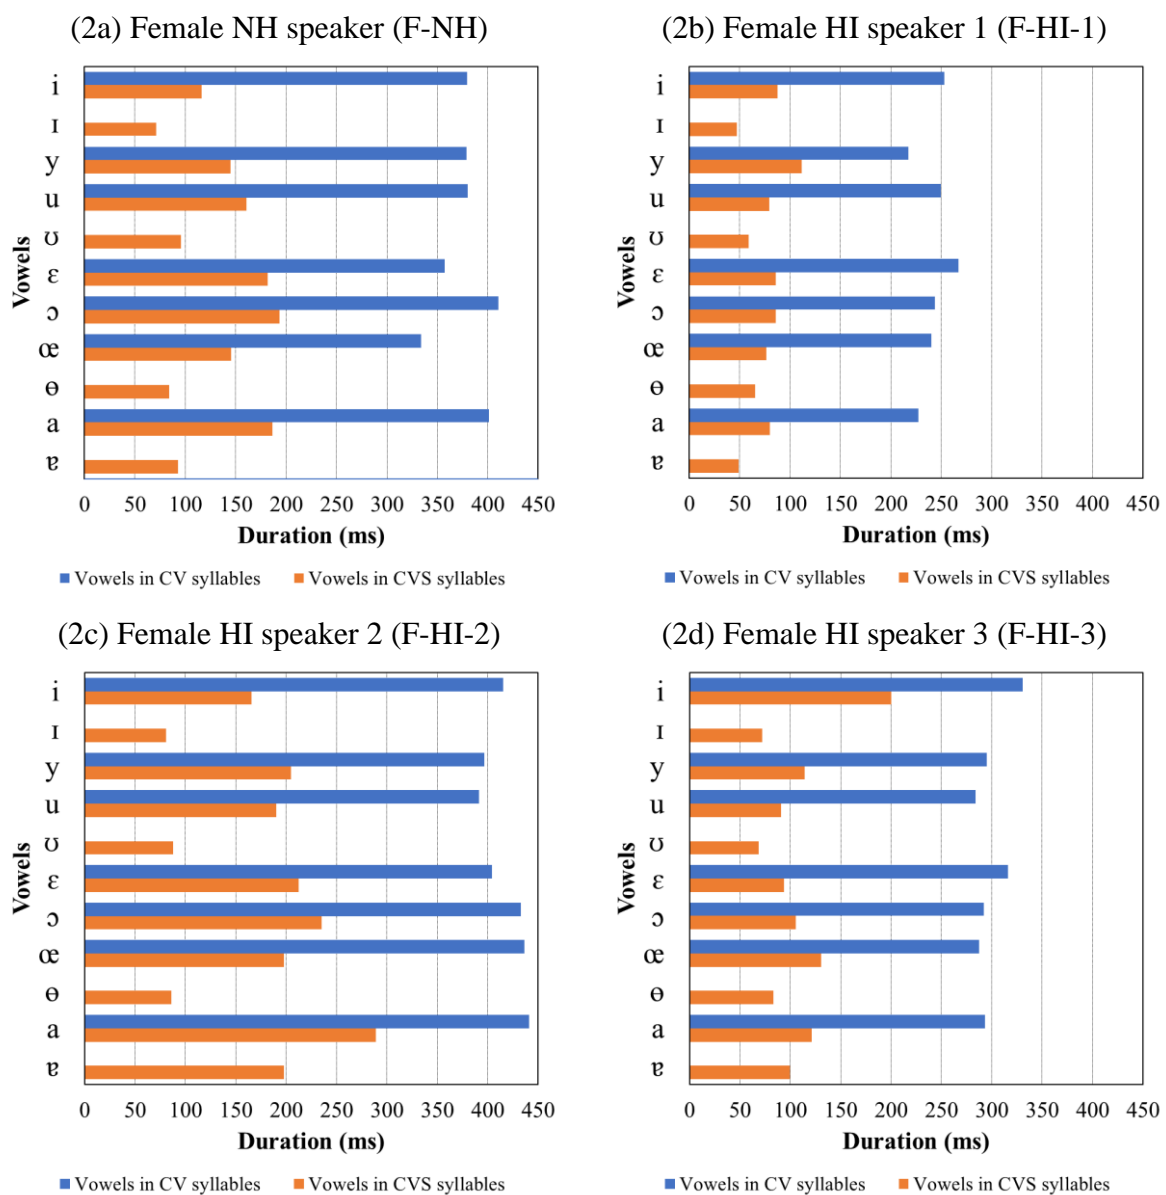 (2a) Female NH speaker (F-NH)
Vowels
i
ɪ
y
u
ʊ
ɛ
ɔ
œ
ɵ
a
ɐ
0 50 100 150 200 250 300 350 400 450
Duration (ms)
Vowels in CV syllables Vowels in CVS syllables
(2b) Female HI speaker 1 (F-HI-1)
Vowels
i
ɪ
y
u
ʊ
ɛ
ɔ
œ
ɵ
a
ɐ
0 50 100 150 200 250 300 350 400 450
Duration (ms)
Vowels in CV syllables Vowels in CVS syllables
(2c) Female HI speaker 2 (F-HI-2)
Vowels
i
ɪ
y
u
ʊ
ɛ
ɔ
œ
ɵ
a
ɐ
0 50 100 150 200 250 300 350 400 450
Duration (ms)
Vowels in CV syllables Vowels in CVS syllables
(2d) Female HI speaker 3 (F-HI-3)
Vowels
i
ɪ
y
u
ʊ
ɛ
ɔ
œ
ɵ
a
ɐ
0 50 100 150 200 250 300 350 400 450
Duration (ms)
Vowels in CV syllables Vowels in CVS syllables